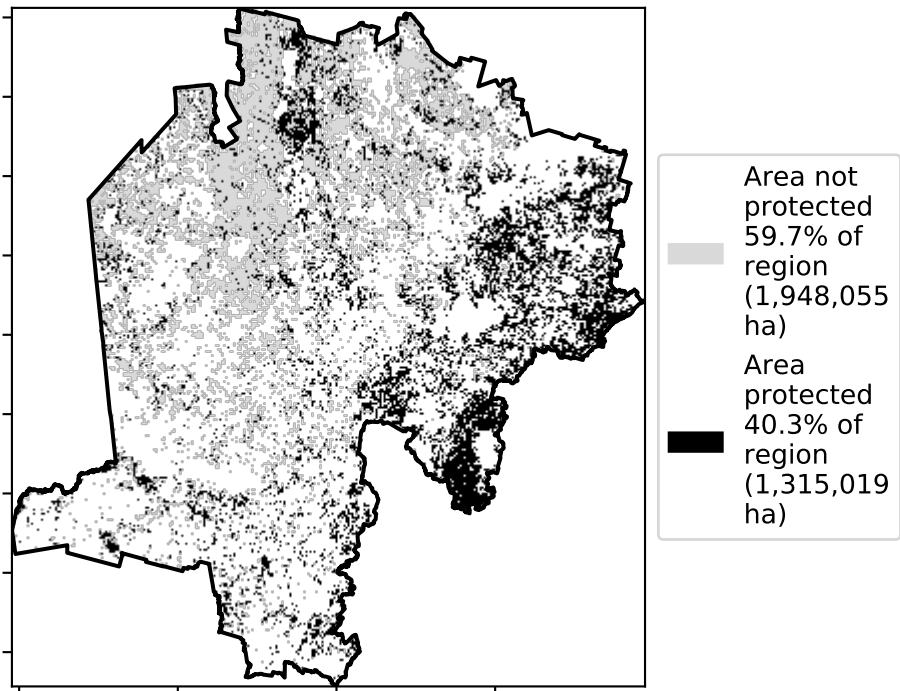 Area not
protected
59.7% of
region
(1,948,055
ha)
Area
protected
40.3% of
region
(1,315,019
ha)